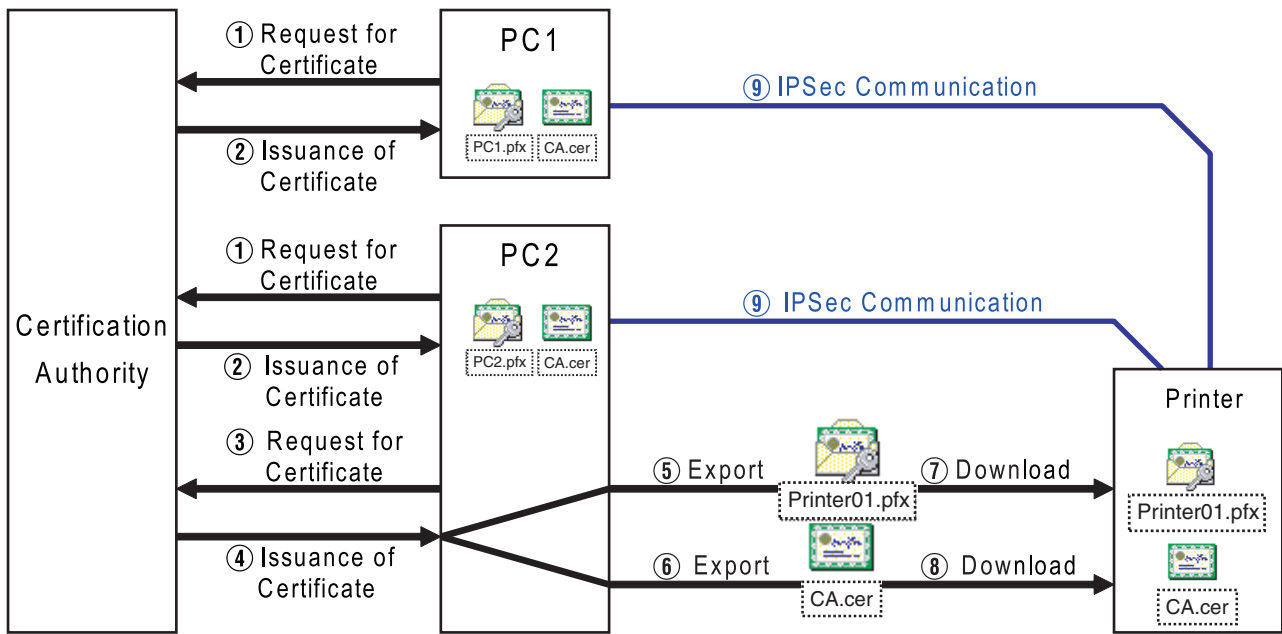 ① Request for
Certificate
② Issuance of
Certificate
PC1
PC1.pfx
CA.cer
⑨ IPSec Communication
① Request for
Certificate
② Issuance of
Certificate
PC2
PC2.pfx
CA.cer
⑨ IPSec Communication
Certification
Authority
③ Request for
Certificate
④ Issuance of
Certificate
⑤ Export
Printer01.pfx
⑦ Download
⑥ Export
CA.cer
⑧ Download
Printer
Printer01.pfx
CA.cer